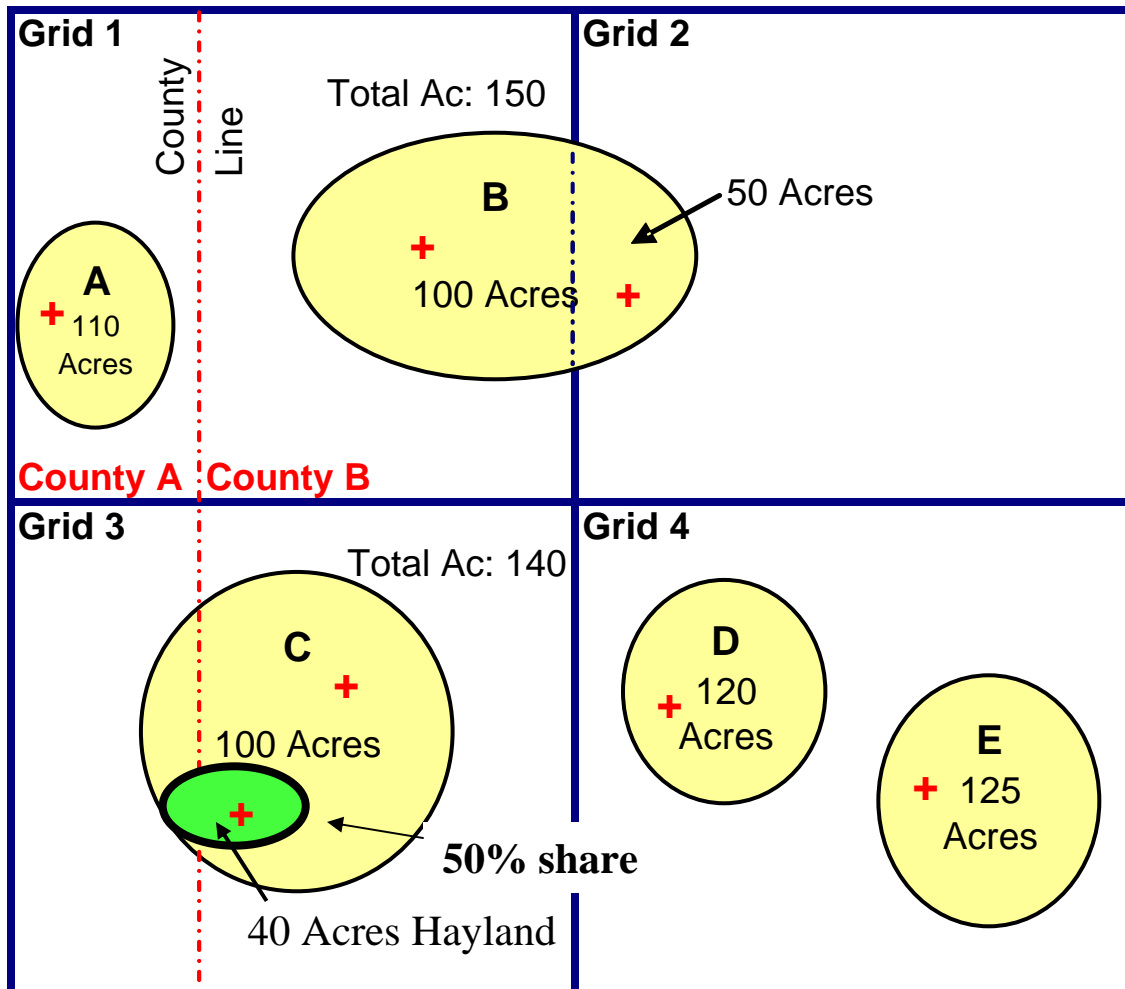 Grid 1
Grid 2
County
Line
Total Ac: 150
B
50 Acres
100 Acres
A
110
Acres
County A
County B
Grid 3
Grid 4
Total Ac: 140
C
100 Acres
50% share
40 Acres Hayland
D
120
Acres
E
125
Acres